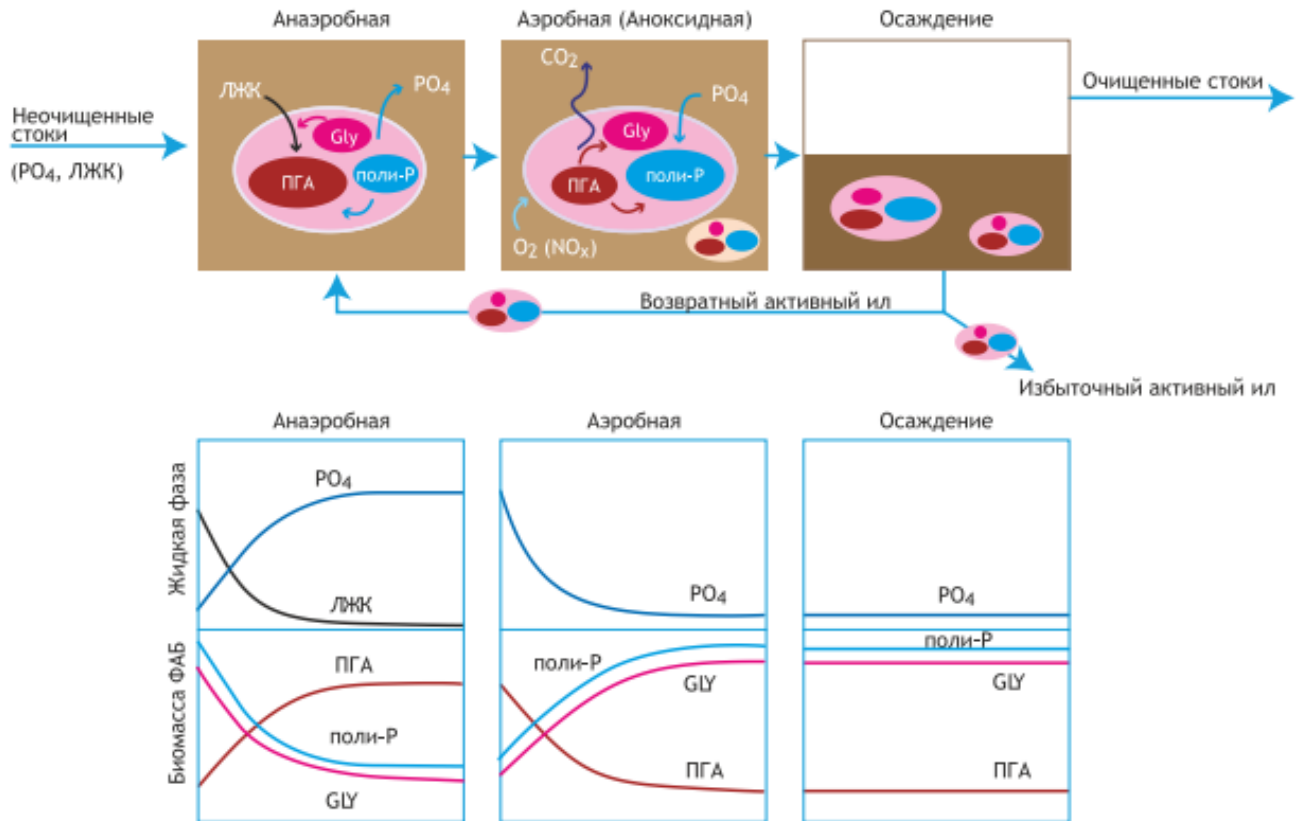 Анаэробная
Аэробная (Аноксидная)
Осаждение
Неочищенные
стоки
(PO₄, ЛЖК)
ЛЖК
PO₄
Gly
ПГА
поли-Р
CO₂
PO₄
Gly
ПГА
поли-Р
O₂ (NOₓ)
Очищенные стоки
Возвратный активный ил
Избыточный активный ил
Анаэробная
Аэробная
Осаждение
Жидкая фаза
PO₄
ЛЖК
PO₄
PO₄
Биомасса ФАБ
ПГА
поли-Р
GLY
поли-Р
GLY
ПГА
поли-Р
GLY
ПГА